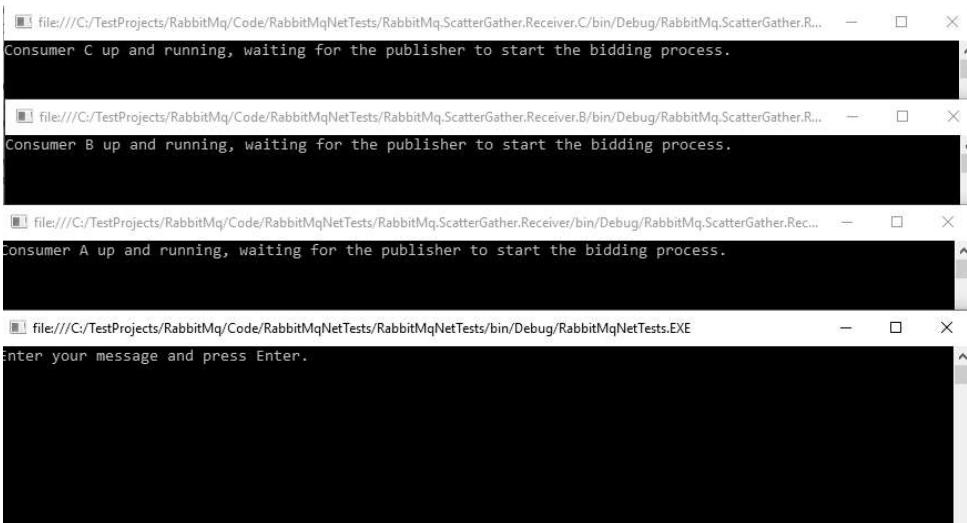 file:///C:/TestProjects/RabbitMq/Code/RabbitMqNetTests/RabbitMq.ScatterGather.Receiver.C/bin/Debug/RabbitMq.ScatterGather.R...
Consumer C up and running, waiting for the publisher to start the bidding process.
file:///C:/TestProjects/RabbitMq/Code/RabbitMqNetTests/RabbitMq.ScatterGather.Receiver.B/bin/Debug/RabbitMq.ScatterGather.R...
Consumer B up and running, waiting for the publisher to start the bidding process.
file:///C:/TestProjects/RabbitMq/Code/RabbitMqNetTests/RabbitMq.ScatterGather.Receiver/bin/Debug/RabbitMq.ScatterGather.Rec...
Consumer A up and running, waiting for the publisher to start the bidding process.
file:///C:/TestProjects/RabbitMq/Code/RabbitMqNetTests/RabbitMqNetTests/bin/Debug/RabbitMqNetTests.EXE
Enter your message and press Enter.